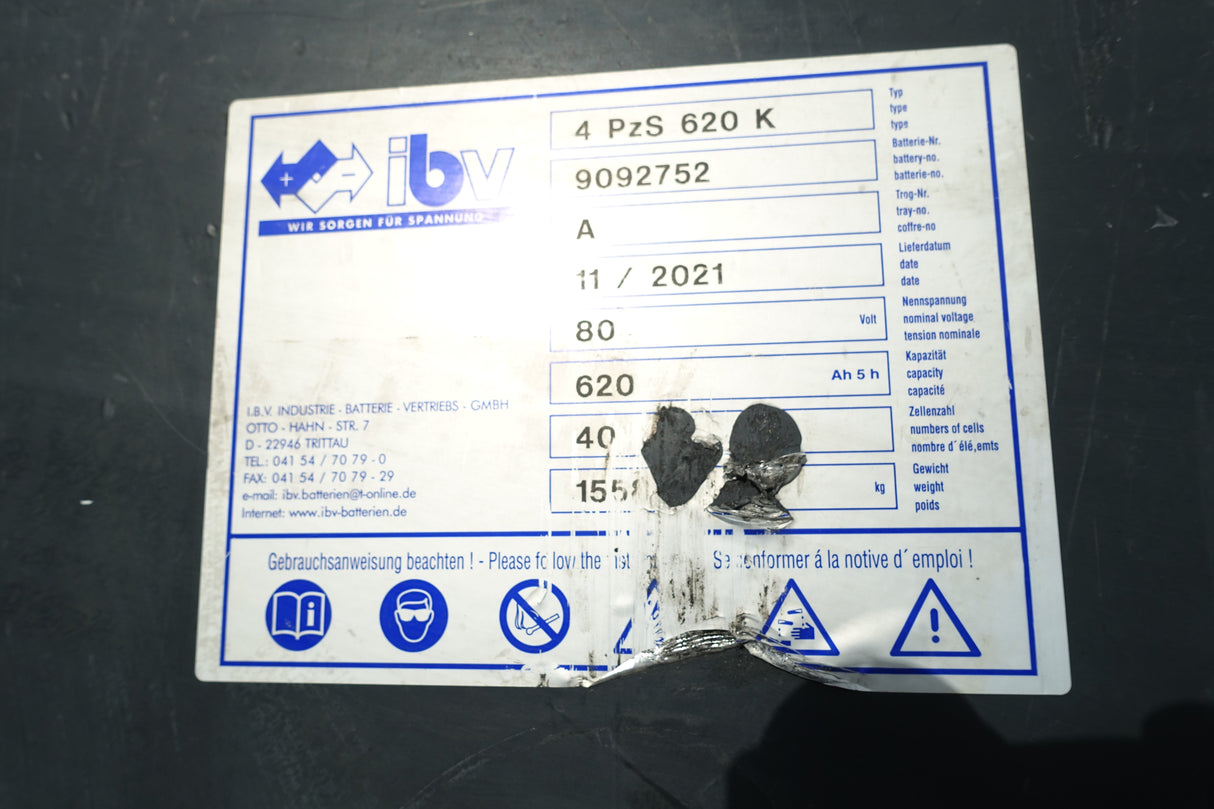 ibv
WIR SORGEN FÜR SPANNUNG
I.B.V. INDUSTRIE - BATTERIE - VERTRIEBS - GMBH
OTTO - HAHN - STR. 7
D - 22946 TRITTAU
TEL.: 041 54 / 70 79 - 0
FAX: 041 54 / 70 79 - 29
e-mail: ibv.batterien@t-online.de
Internet: www.ibv-batterien.de
4 PzS 620 K
Typ
type
type
9092752
Batterie-Nr.
battery-no.
batterie-no.
A
Trog-Nr.
tray-no.
coffre-no
11 / 2021
Lieferdatum
date
date
80 Volt
Nennspannung
nominal voltage
tension nominale
620 Ah 5 h
Kapazität
capacity
capacité
40
Zellenzahl
numbers of cells
nombre d´élé,emts
kg
Gewicht
weight
poids
Gebrauchsanweisung beachten ! - Please follow the Se conformer á la notive d´ emploi !